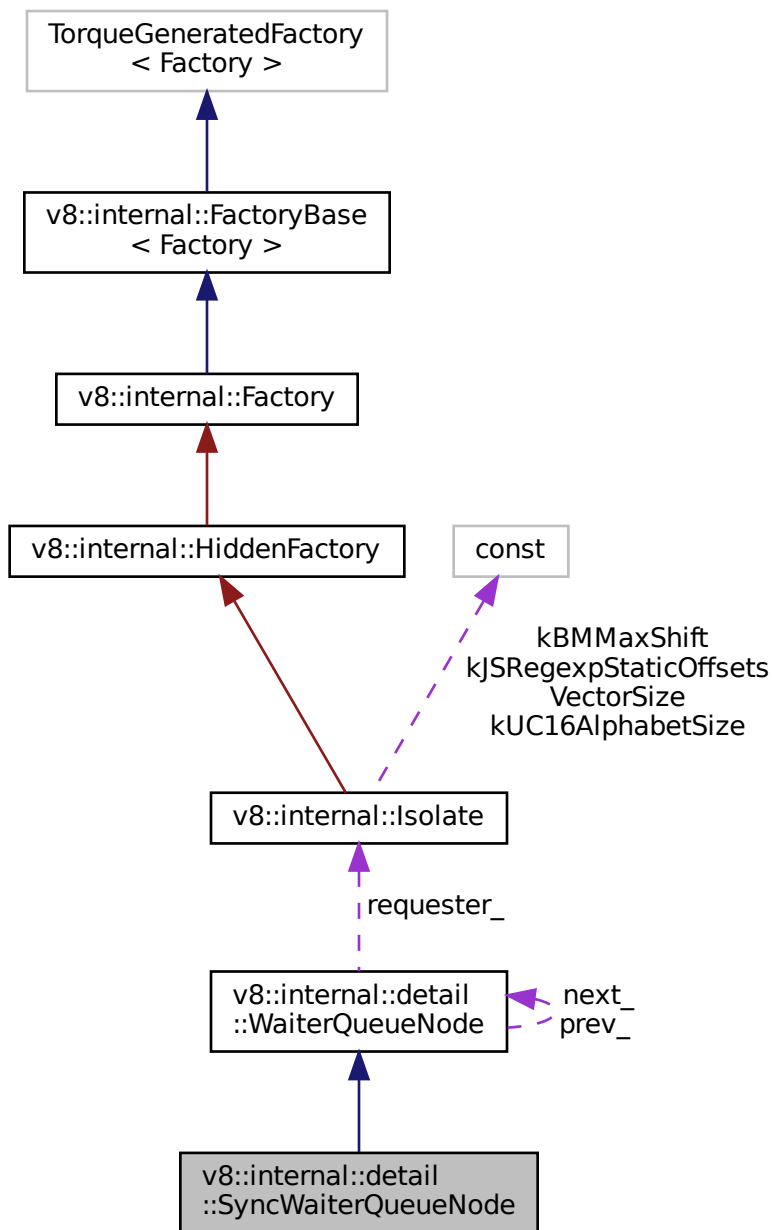 TorqueGeneratedFactory
< Factory >
v8::internal::FactoryBase
< Factory >
v8::internal::Factory
v8::internal::HiddenFactory
const
kBMMaxShift
kJSRegexpStaticOffsets
VectorSize
kUC16AlphabetSize
v8::internal::Isolate
requester_
v8::internal::detail
::WaiterQueueNode
next_
prev_
v8::internal::detail
::SyncWaiterQueueNode